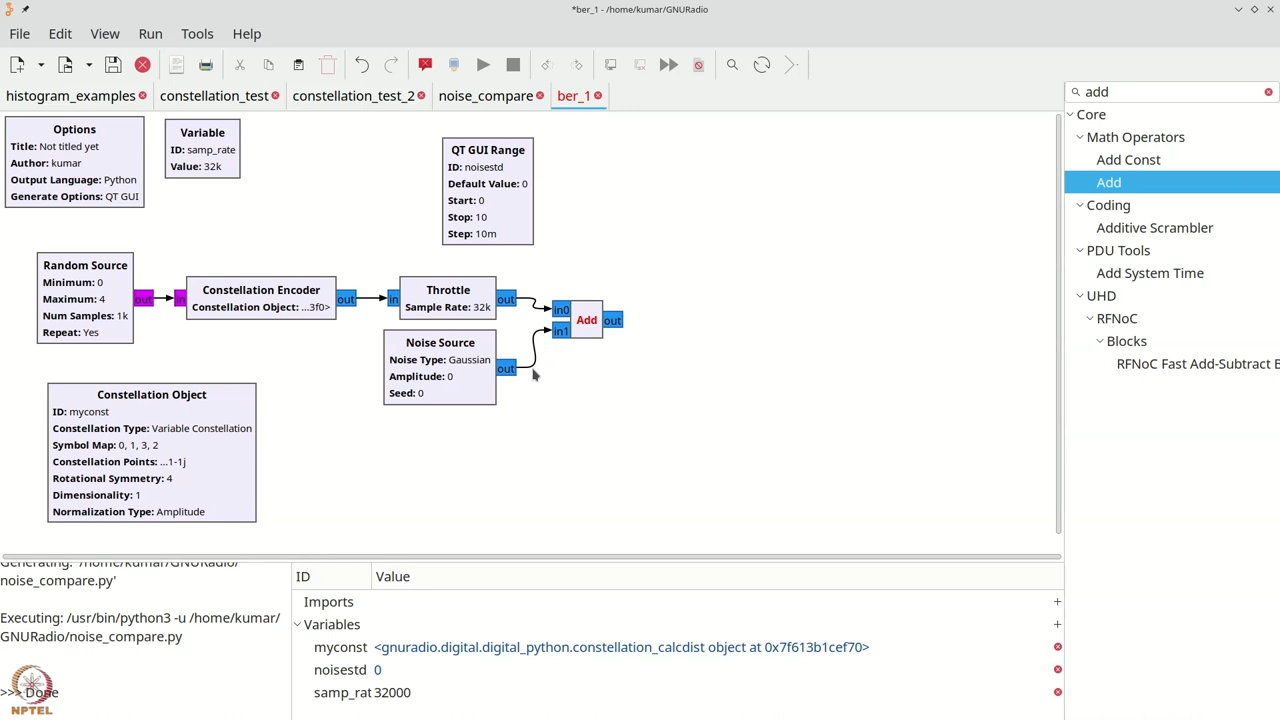 *ber_1 - /home/kumar/GNURadio
File Edit View Run Tools Help
histogram_examples constellation_test constellation_test_2 noise_compare ber_1
add
Core
Math Operators
Add Const
Add
Coding
Additive Scrambler
PDU Tools
Add System Time
UHD
RFNoC
Blocks
RFNoC Fast Add-Subtract B
Options
Title: Not titled yet
Author: kumar
Output Language: Python
Generate Options: QT GUI
Variable
ID: samp_rate
Value: 32k
QT GUI Range
ID: noisestd
Default Value: 0
Start: 0
Stop: 10
Step: 10m
Random Source
Minimum: 0
Maximum: 4
Num Samples: 1k
Repeat: Yes
out
in
Constellation Encoder
Constellation Object: ...3f0>
out
in
Throttle
Sample Rate: 32k
out
Noise Source
Noise Type: Gaussian
Amplitude: 0
Seed: 0
out
in0
in1
Add
out
Constellation Object
ID: myconst
Constellation Type: Variable Constellation
Symbol Map: 0, 1, 3, 2
Constellation Points: ...1-1j
Rotational Symmetry: 4
Dimensionality: 1
Normalization Type: Amplitude
Generating: '/home/kumar/GNURadio/
noise_compare.py'
Executing: /usr/bin/python3 -u /home/kumar/
GNURadio/noise_compare.py
>>> Done
NPTEL
ID Value
Imports
Variables
myconst <gnuradio.digital.digital_python.constellation_calcdist object at 0x7f613b1cef70>
noisestd 0
samp_rat 32000